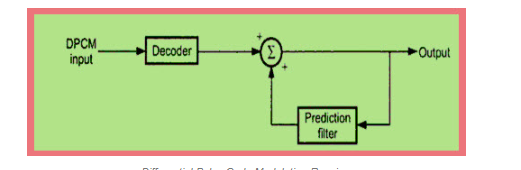 DPCM
input
Decoder
+
Σ
+
Output
Prediction
filter